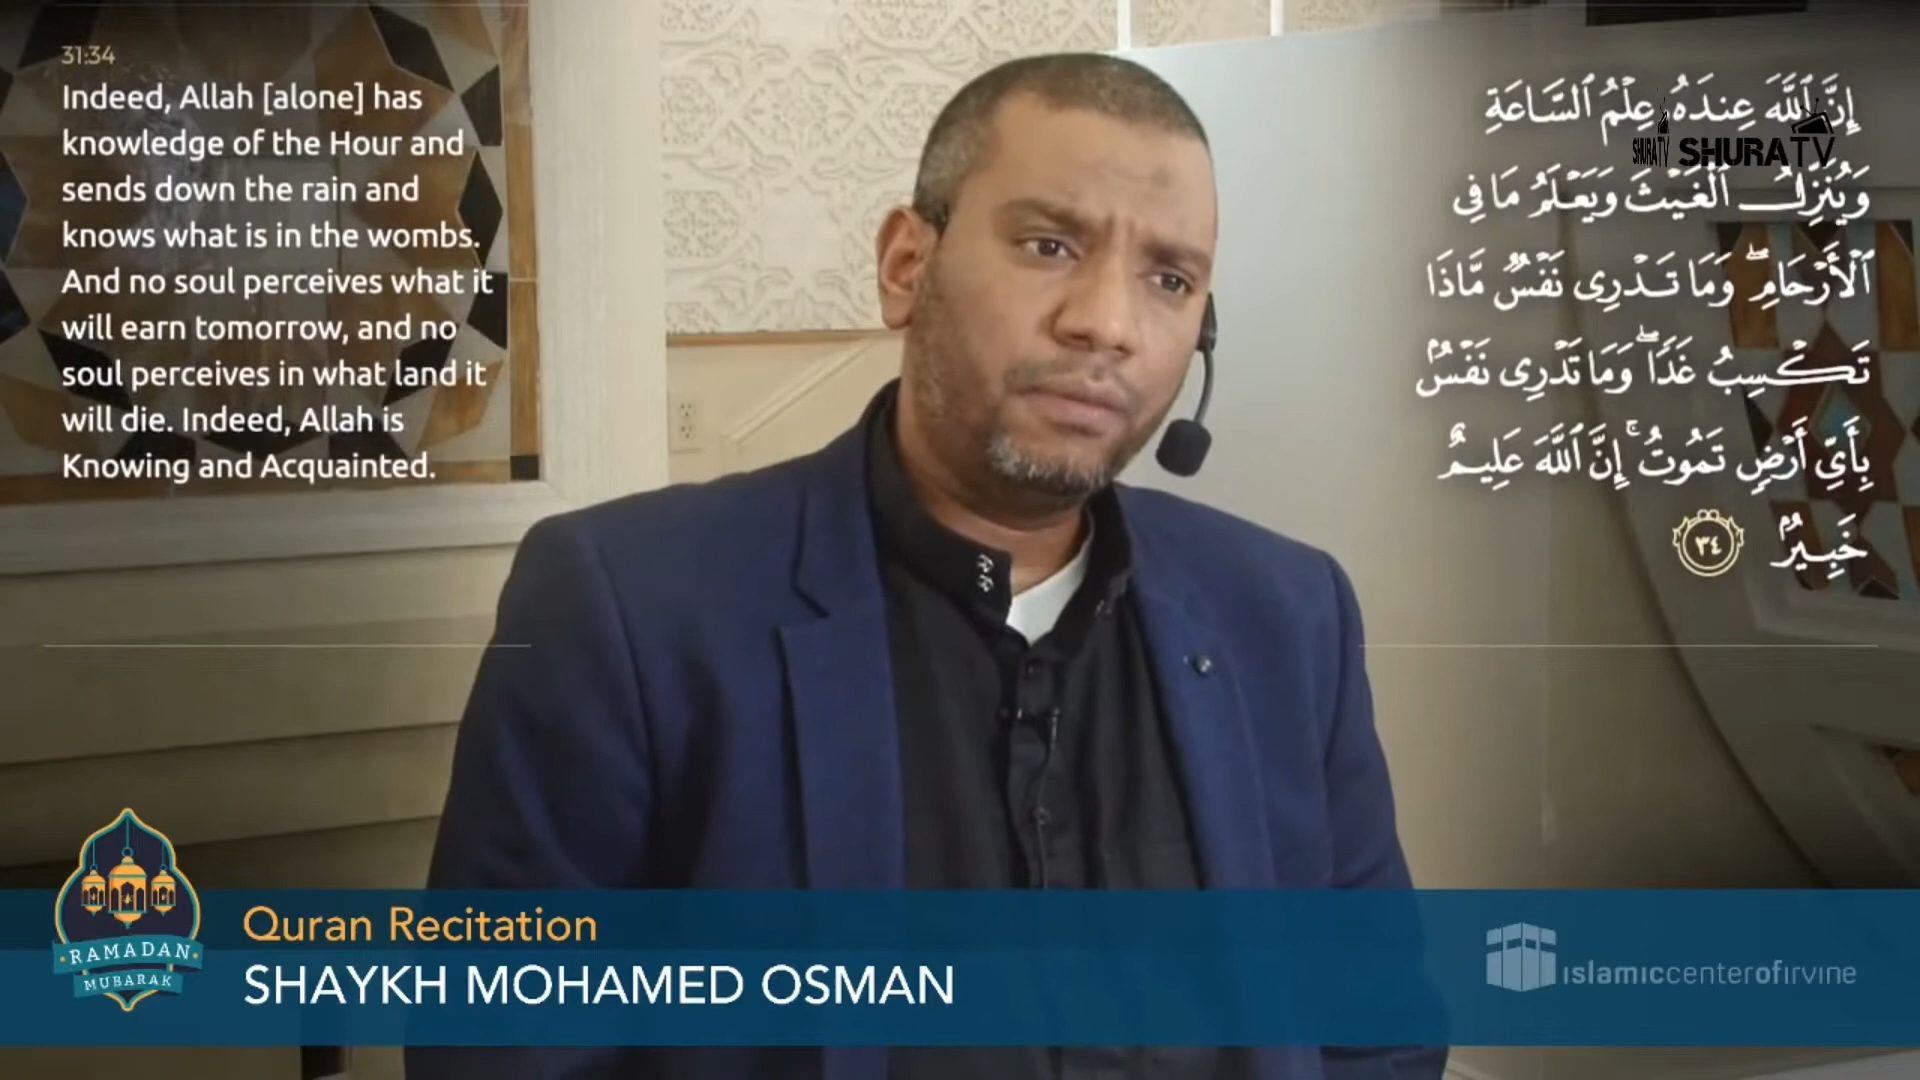 31:34
Indeed, Allah [alone] has
knowledge of the Hour and
sends down the rain and
knows what is in the wombs.
And no soul perceives what it
will earn tomorrow, and no
soul perceives in what land it
will die. Indeed, Allah is
Knowing and Acquainted.
إِنَّ ٱللَّهَ عِندَهُۥ عِلْمُ ٱلسَّاعَةِ
وَيُنَزِّلُ ٱلْغَيْثَ وَيَعْلَمُ مَا فِى
ٱلْأَرْحَامِ ۖ وَمَا تَدْرِى نَفْسٌ مَّاذَا
تَكْسِبُ غَدًا ۖ وَمَا تَدْرِى نَفْسٌۢ
بِأَىِّ أَرْضٍ تَمُوتُ ۚ إِنَّ ٱللَّهَ عَلِيمٌ
خَبِيرٌۢ ٣٤
SHURA TV SHURA TV
RAMADAN
MUBARAK
Quran Recitation
SHAYKH MOHAMED OSMAN
islamiccenterofirvine